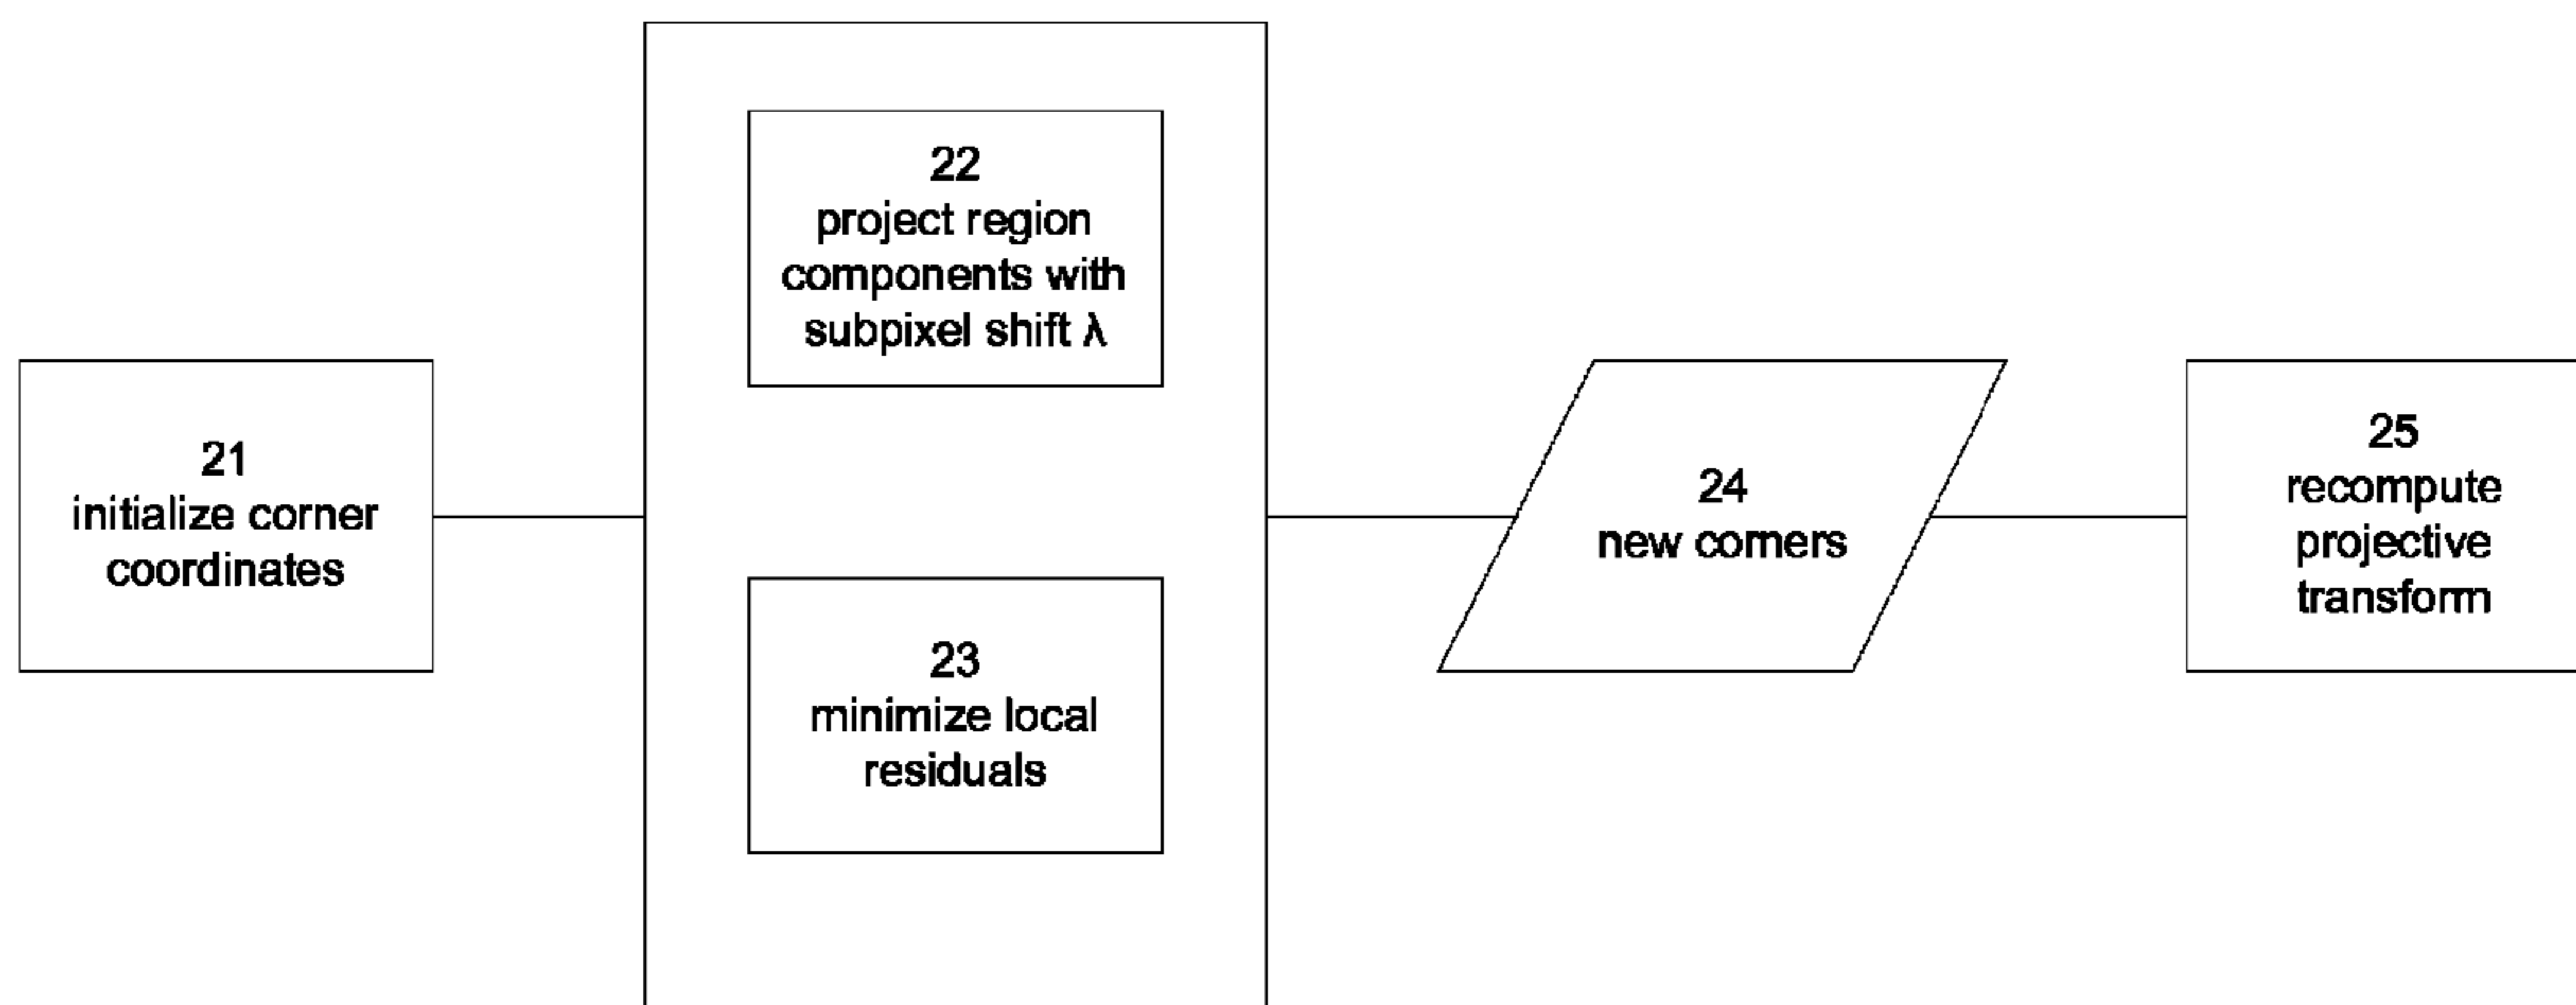 21
initialize corner
coordinates
22
project region
components with
subpixel shift λ
23
minimize local
residuals
24
new corners
25
recompute
projective
transform